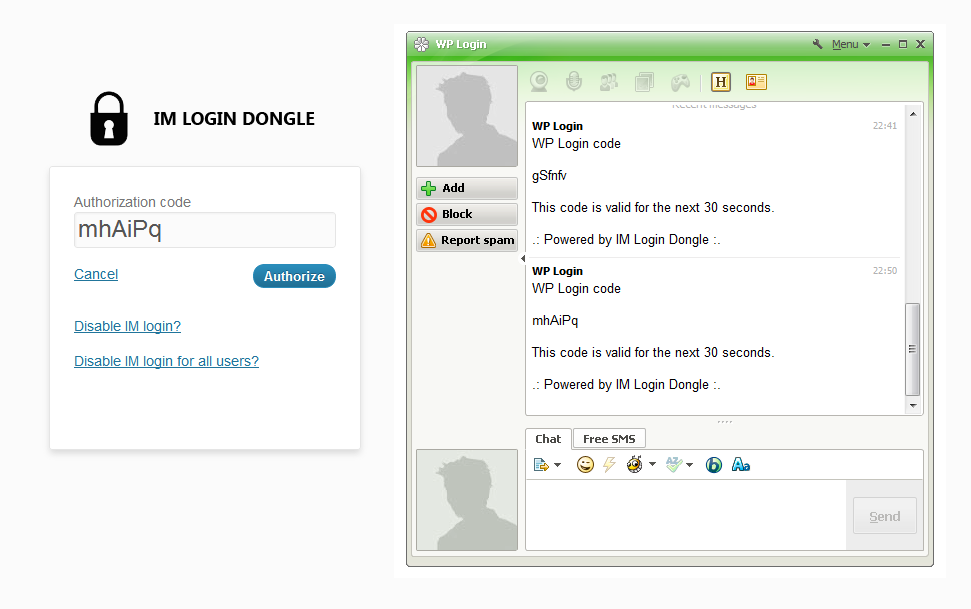 IM LOGIN DONGLE
Authorization code
mhAiPq
Cancel
Authorize
Disable IM login?
Disable IM login for all users?
WP Login
Menu
H
Add
Block
Report spam
Recent messages
WP Login 22:41
WP Login code
gSfnfv
This code is valid for the next 30 seconds.
.: Powered by IM Login Dongle :.
WP Login 22:50
WP Login code
mhAiPq
This code is valid for the next 30 seconds.
.: Powered by IM Login Dongle :.
Chat
Free SMS
AZ
b
Aa
Send